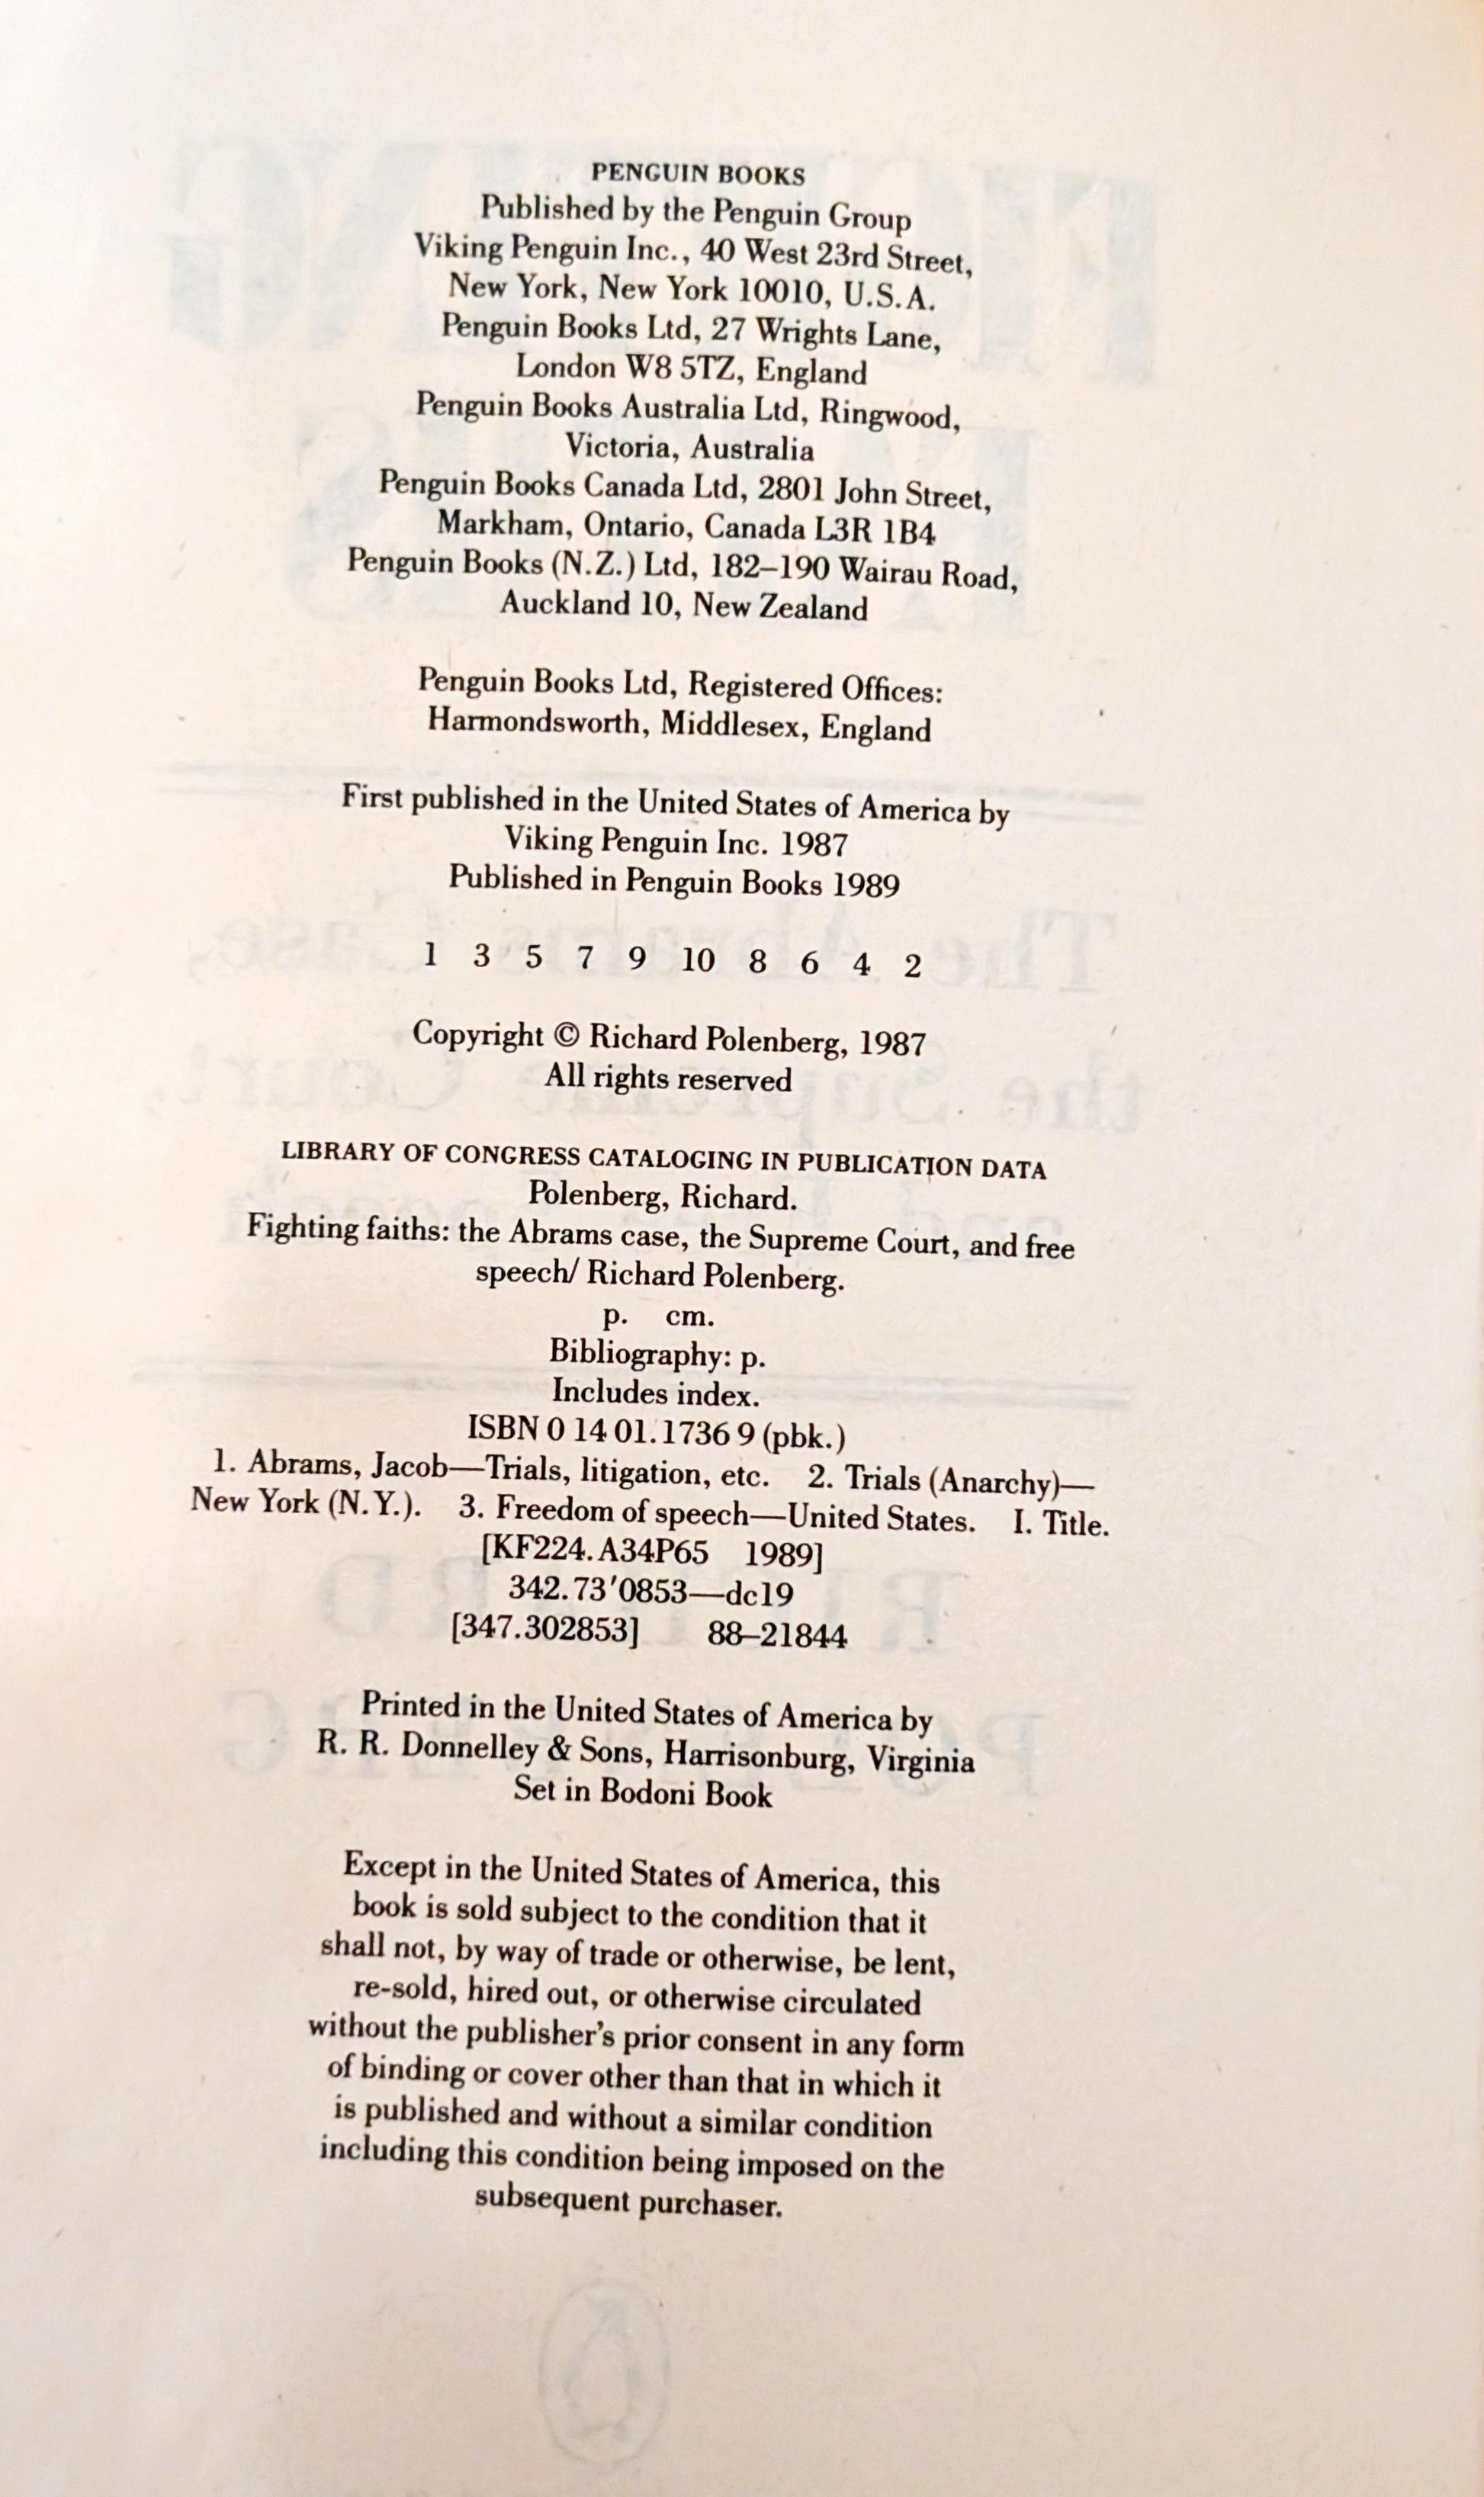 PENGUIN BOOKS
Published by the Penguin Group
Viking Penguin Inc., 40 West 23rd Street,
New York, New York 10010, U.S.A.
Penguin Books Ltd, 27 Wrights Lane,
London W8 5TZ, England
Penguin Books Australia Ltd, Ringwood,
Victoria, Australia
Penguin Books Canada Ltd, 2801 John Street,
Markham, Ontario, Canada L3R 1B4
Penguin Books (N.Z.) Ltd, 182–190 Wairau Road,
Auckland 10, New Zealand
Penguin Books Ltd, Registered Offices:
Harmondsworth, Middlesex, England
First published in the United States of America by
Viking Penguin Inc. 1987
Published in Penguin Books 1989
1 3 5 7 9 10 8 6 4 2
Copyright © Richard Polenberg, 1987
All rights reserved
LIBRARY OF CONGRESS CATALOGING IN PUBLICATION DATA
Polenberg, Richard.
Fighting faiths: the Abrams case, the Supreme Court, and free
speech/ Richard Polenberg.
p. cm.
Bibliography: p.
Includes index.
ISBN 0 14 01.1736 9 (pbk.)
1. Abrams, Jacob—Trials, litigation, etc. 2. Trials (Anarchy)—
New York (N.Y.). 3. Freedom of speech—United States. I. Title.
[KF224.A34P65 1989]
342.73′0853—dc19
[347.302853] 88–21844
Printed in the United States of America by
R. R. Donnelley & Sons, Harrisonburg, Virginia
Set in Bodoni Book
Except in the United States of America, this
book is sold subject to the condition that it
shall not, by way of trade or otherwise, be lent,
re-sold, hired out, or otherwise circulated
without the publisher's prior consent in any form
of binding or cover other than that in which it
is published and without a similar condition
including this condition being imposed on the
subsequent purchaser.